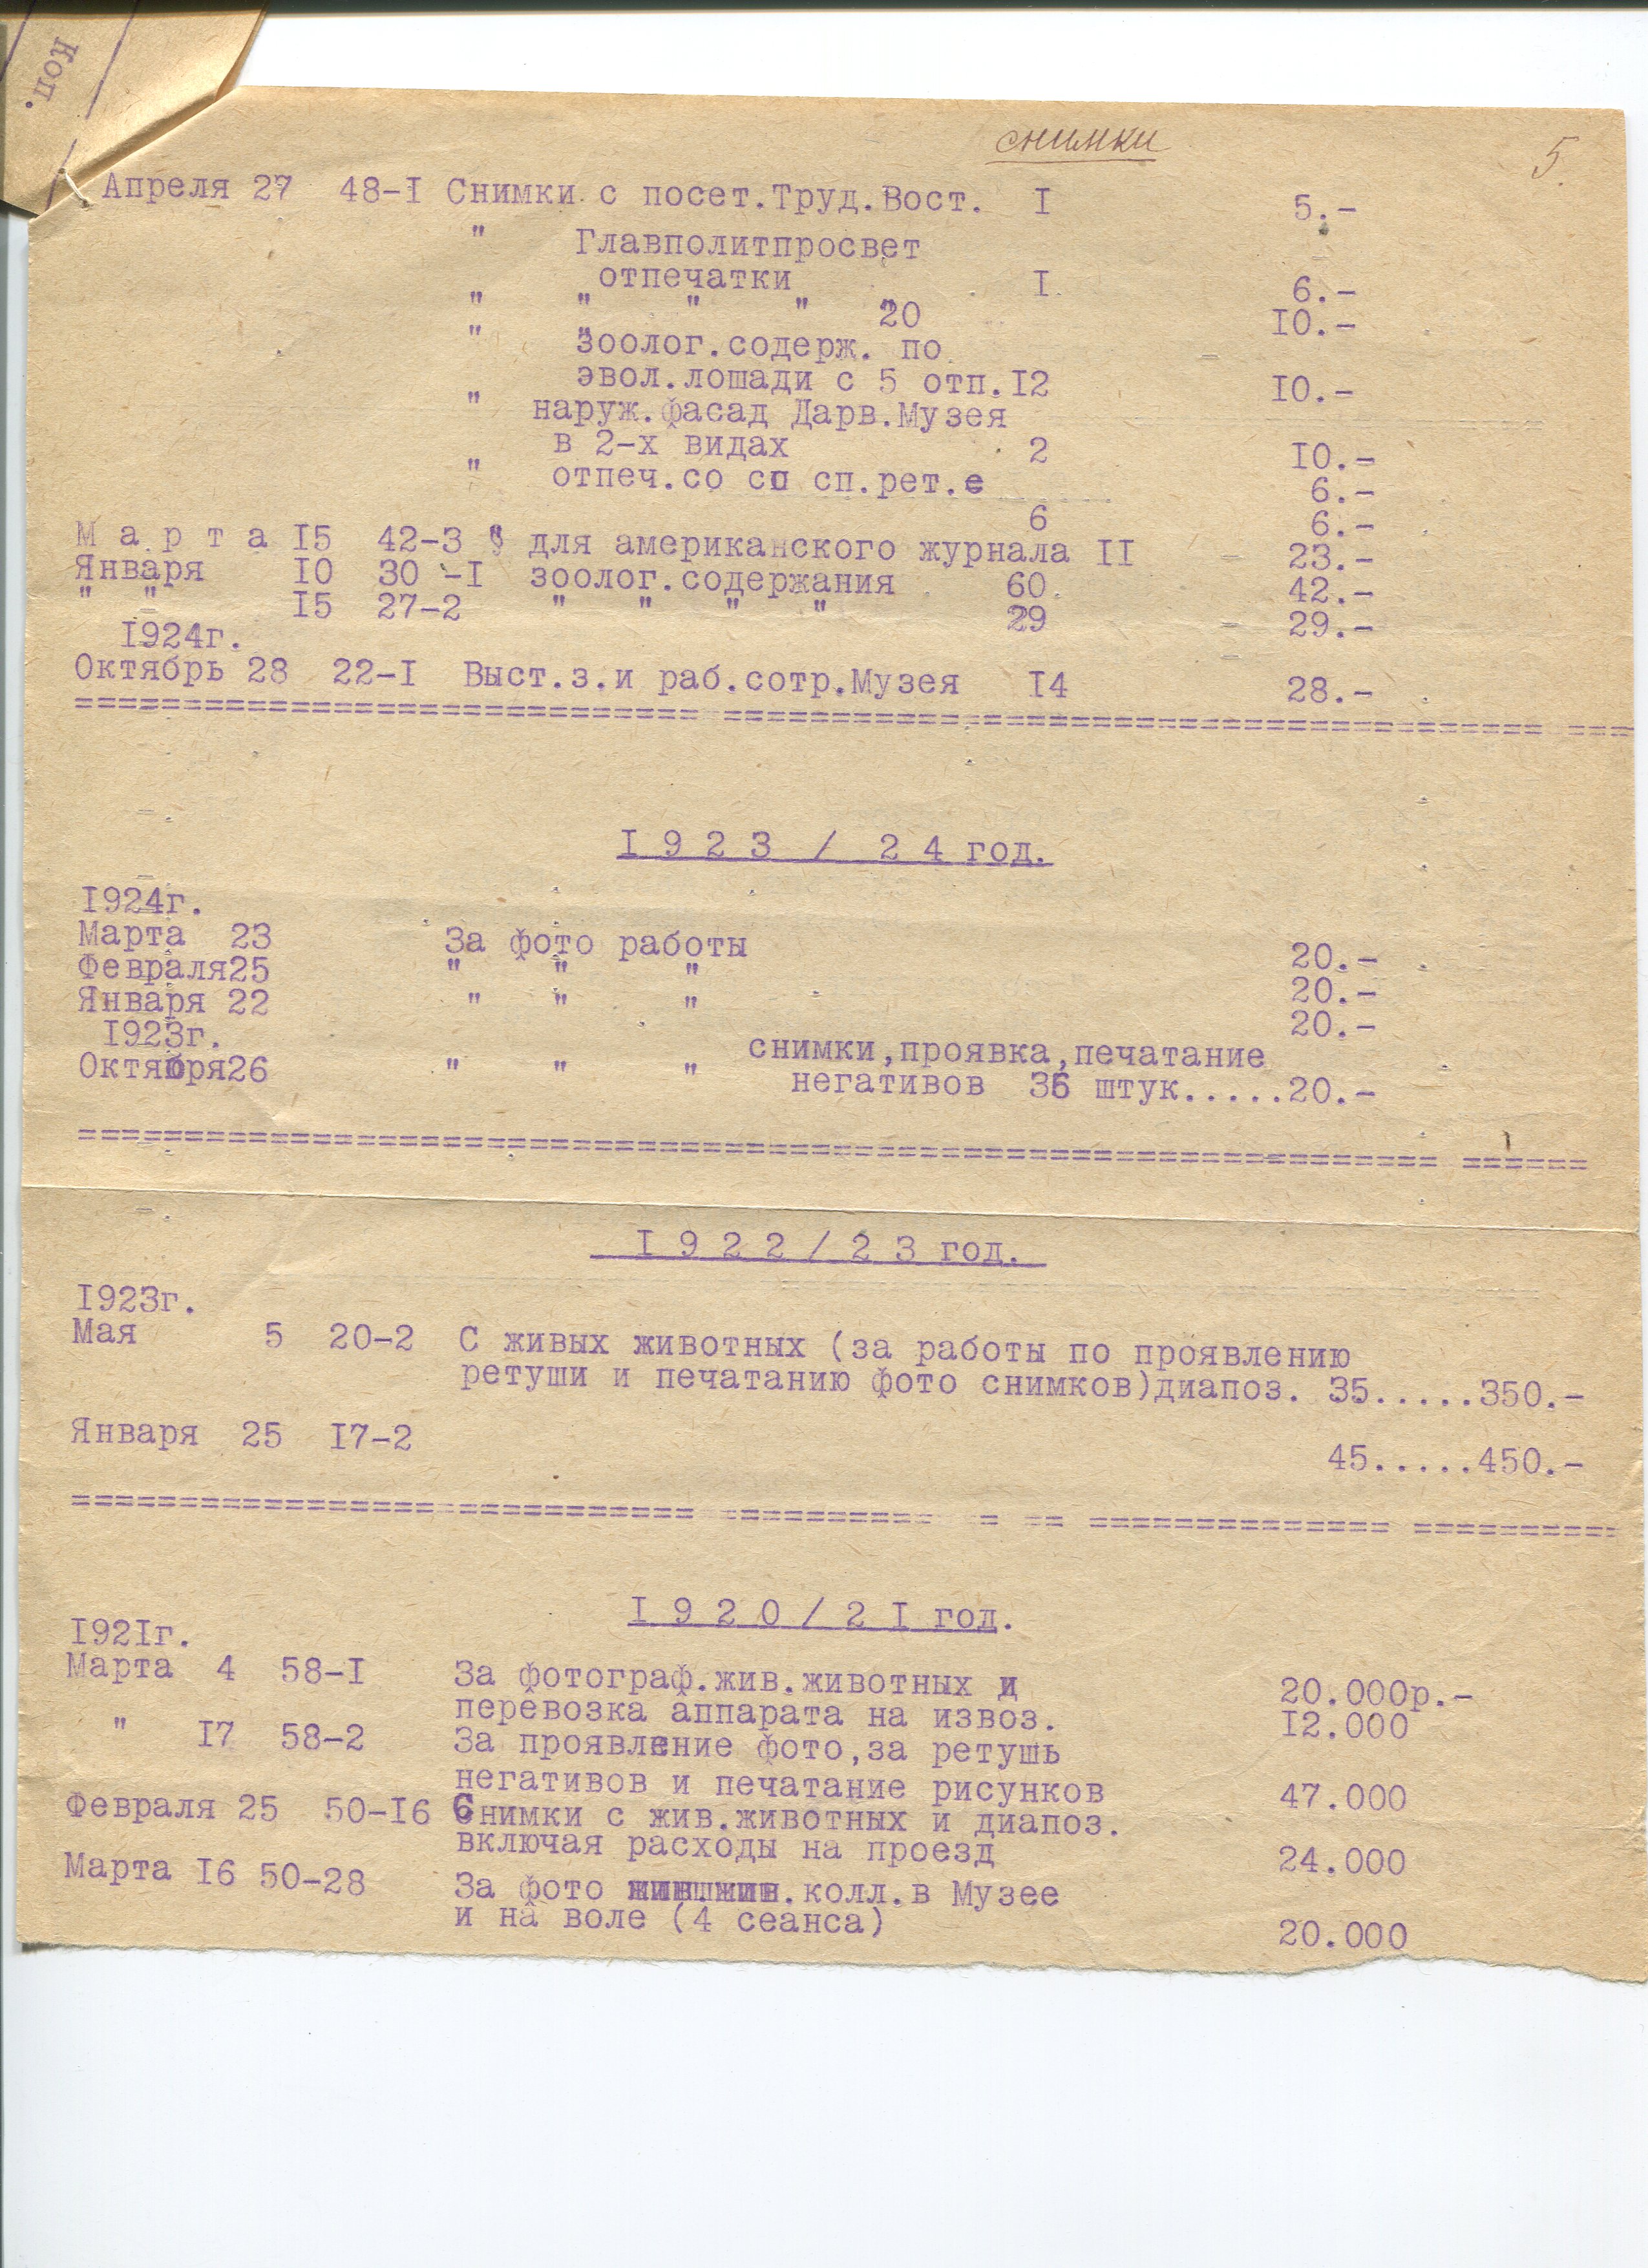 Коп.
снимки
5.
Апреля 27 48-I Снимки с посет.Труд.Вост. I 5.-
" Главполитпросвет
отпечатки I 6.-
" " " " " 20 10.-
" зоолог.содерж. по
эвол.лошади с 5 отп.I2 10.-
" наруж.фасад Дарв.Музея
в 2-х видах 2 I0.-
" отпеч.со сп сп.рет.е 6.-
6 6.-
М а р т а I5 42-3 " для американского журнала II 23.-
Января I0 30 -I зоолог.содержания 60 42.-
" " I5 27-2 " " " " 29 29.-
I924г.
Октябрь 28 22-I Выст.з.и раб.сотр.Музея I4 28.-
I 9 2 3 / 2 4 год.
I924г.
Марта 23 За фото работы 20.-
Февраля25 " " " 20.-
Января 22 " " " 20.-
I923г.
снимки,проявка,печатание
Октября26 " " " негативов 36 штук.....20.-
I 9 2 2 / 2 3 год.
I923г.
Мая 5 20-2 С живых животных (за работы по проявлению
ретуши и печатанию фото снимков)диапоз. 35.....350.-
Января 25 I7-2 45.....450.-
I 9 2 0 / 2 I год.
I92Iг.
Марта 4 58-I За фотограф.жив.животных и 20.000р.-
перевозка аппарата на извоз. I2.000
" I7 58-2 За проявление фото,за ретушь
негативов и печатание рисунков 47.000
Февраля 25 50-I6 Снимки с жив.животных и диапоз.
включая расходы на проезд 24.000
Марта I6 50-28 За фото колл.в Музее
и на воле (4 сеанса) 20.000